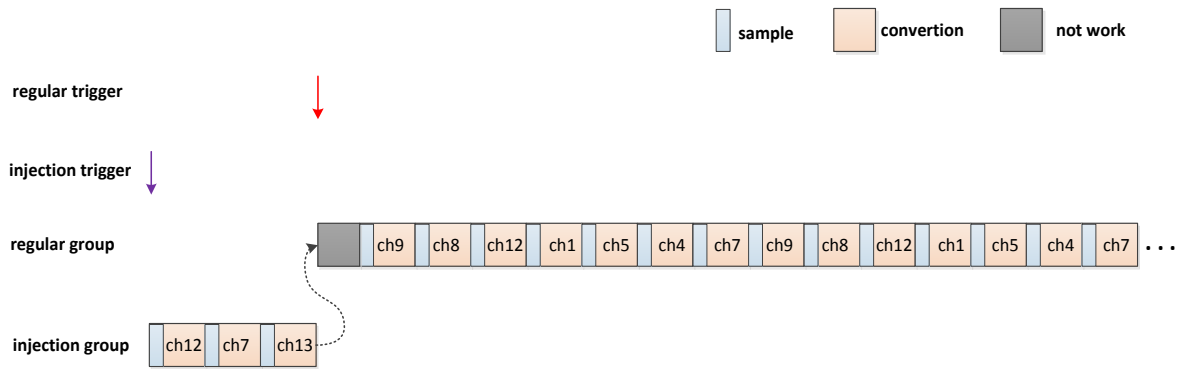 sample convertion not work
regular trigger
injection trigger
regular group ch9 ch8 ch12 ch1 ch5 ch4 ch7 ch9 ch8 ch12 ch1 ch5 ch4 ch7 ...
injection group ch12 ch7 ch13